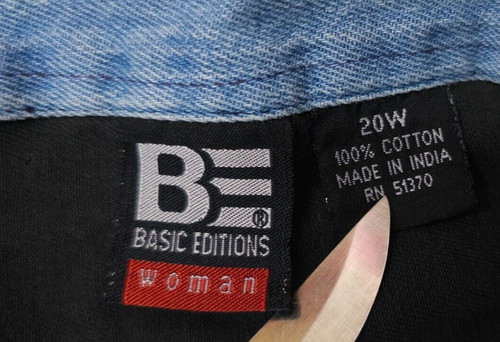 BE®
BASIC EDITIONS
woman
20W
100% COTTON
MADE IN INDIA
RN 51370